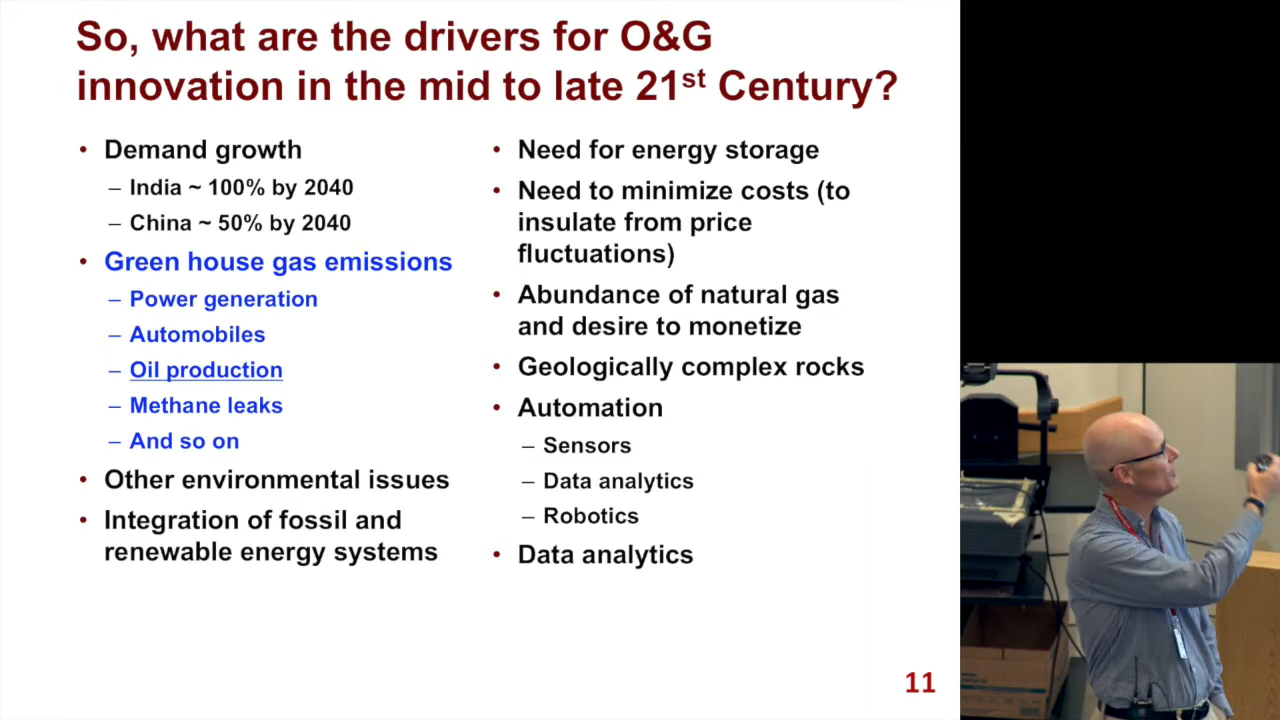 So, what are the drivers for O&G
innovation in the mid to late 21st Century?
• Demand growth
– India ~ 100% by 2040
– China ~ 50% by 2040
• Green house gas emissions
– Power generation
– Automobiles
– Oil production
– Methane leaks
– And so on
• Other environmental issues
• Integration of fossil and
renewable energy systems
• Need for energy storage
• Need to minimize costs (to
insulate from price
fluctuations)
• Abundance of natural gas
and desire to monetize
• Geologically complex rocks
• Automation
– Sensors
– Data analytics
– Robotics
• Data analytics
11